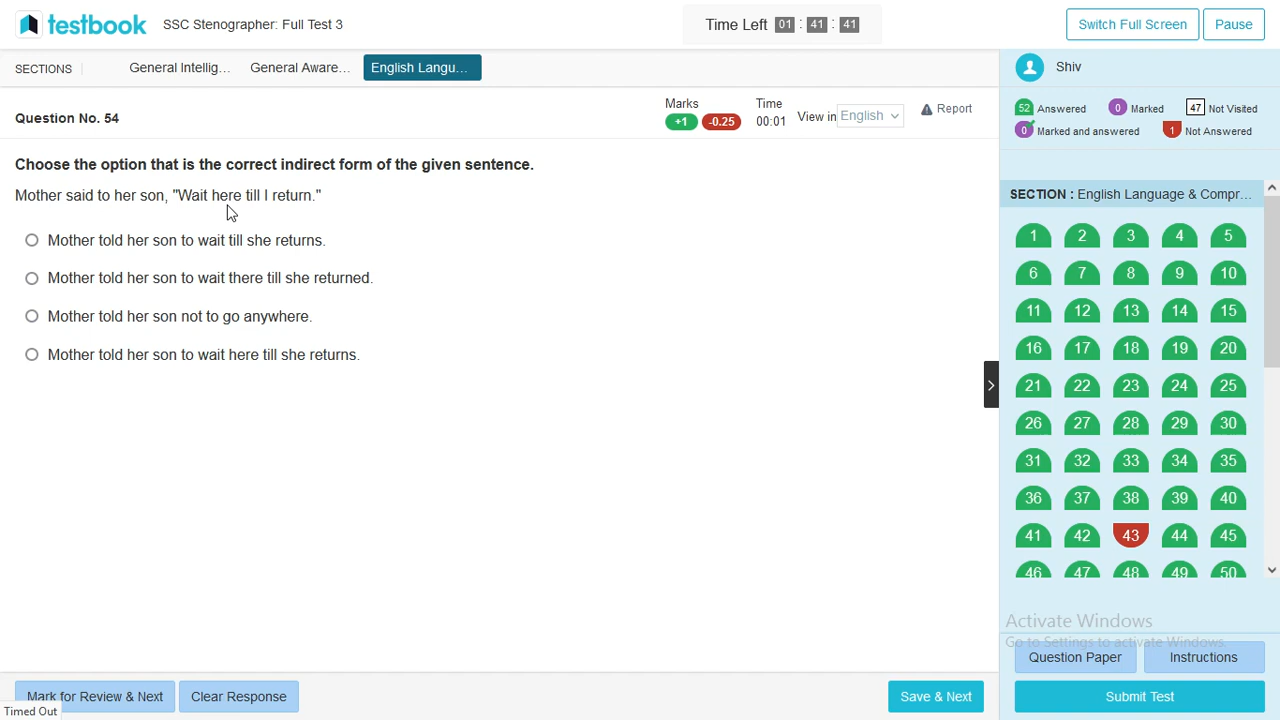 testbook SSC Stenographer: Full Test 3 Time Left 01 : 41 : 41 Switch Full Screen Pause
SECTIONS General Intellig... General Aware... English Langu... Shiv
Question No. 54 Marks +1 -0.25 Time 00:01 View in English Report
52 Answered 0 Marked 47 Not Visited
0 Marked and answered 1 Not Answered
Choose the option that is the correct indirect form of the given sentence.
Mother said to her son, "Wait here till I return."
Mother told her son to wait till she returns.
Mother told her son to wait there till she returned.
Mother told her son not to go anywhere.
Mother told her son to wait here till she returns.
SECTION : English Language & Compr...
1 2 3 4 5
6 7 8 9 10
11 12 13 14 15
16 17 18 19 20
21 22 23 24 25
26 27 28 29 30
31 32 33 34 35
36 37 38 39 40
41 42 43 44 45
46 47 48 49 50
Activate Windows
Go to Settings to activate Windows.
Question Paper Instructions
Mark for Review & Next Clear Response Save & Next Submit Test
Timed Out